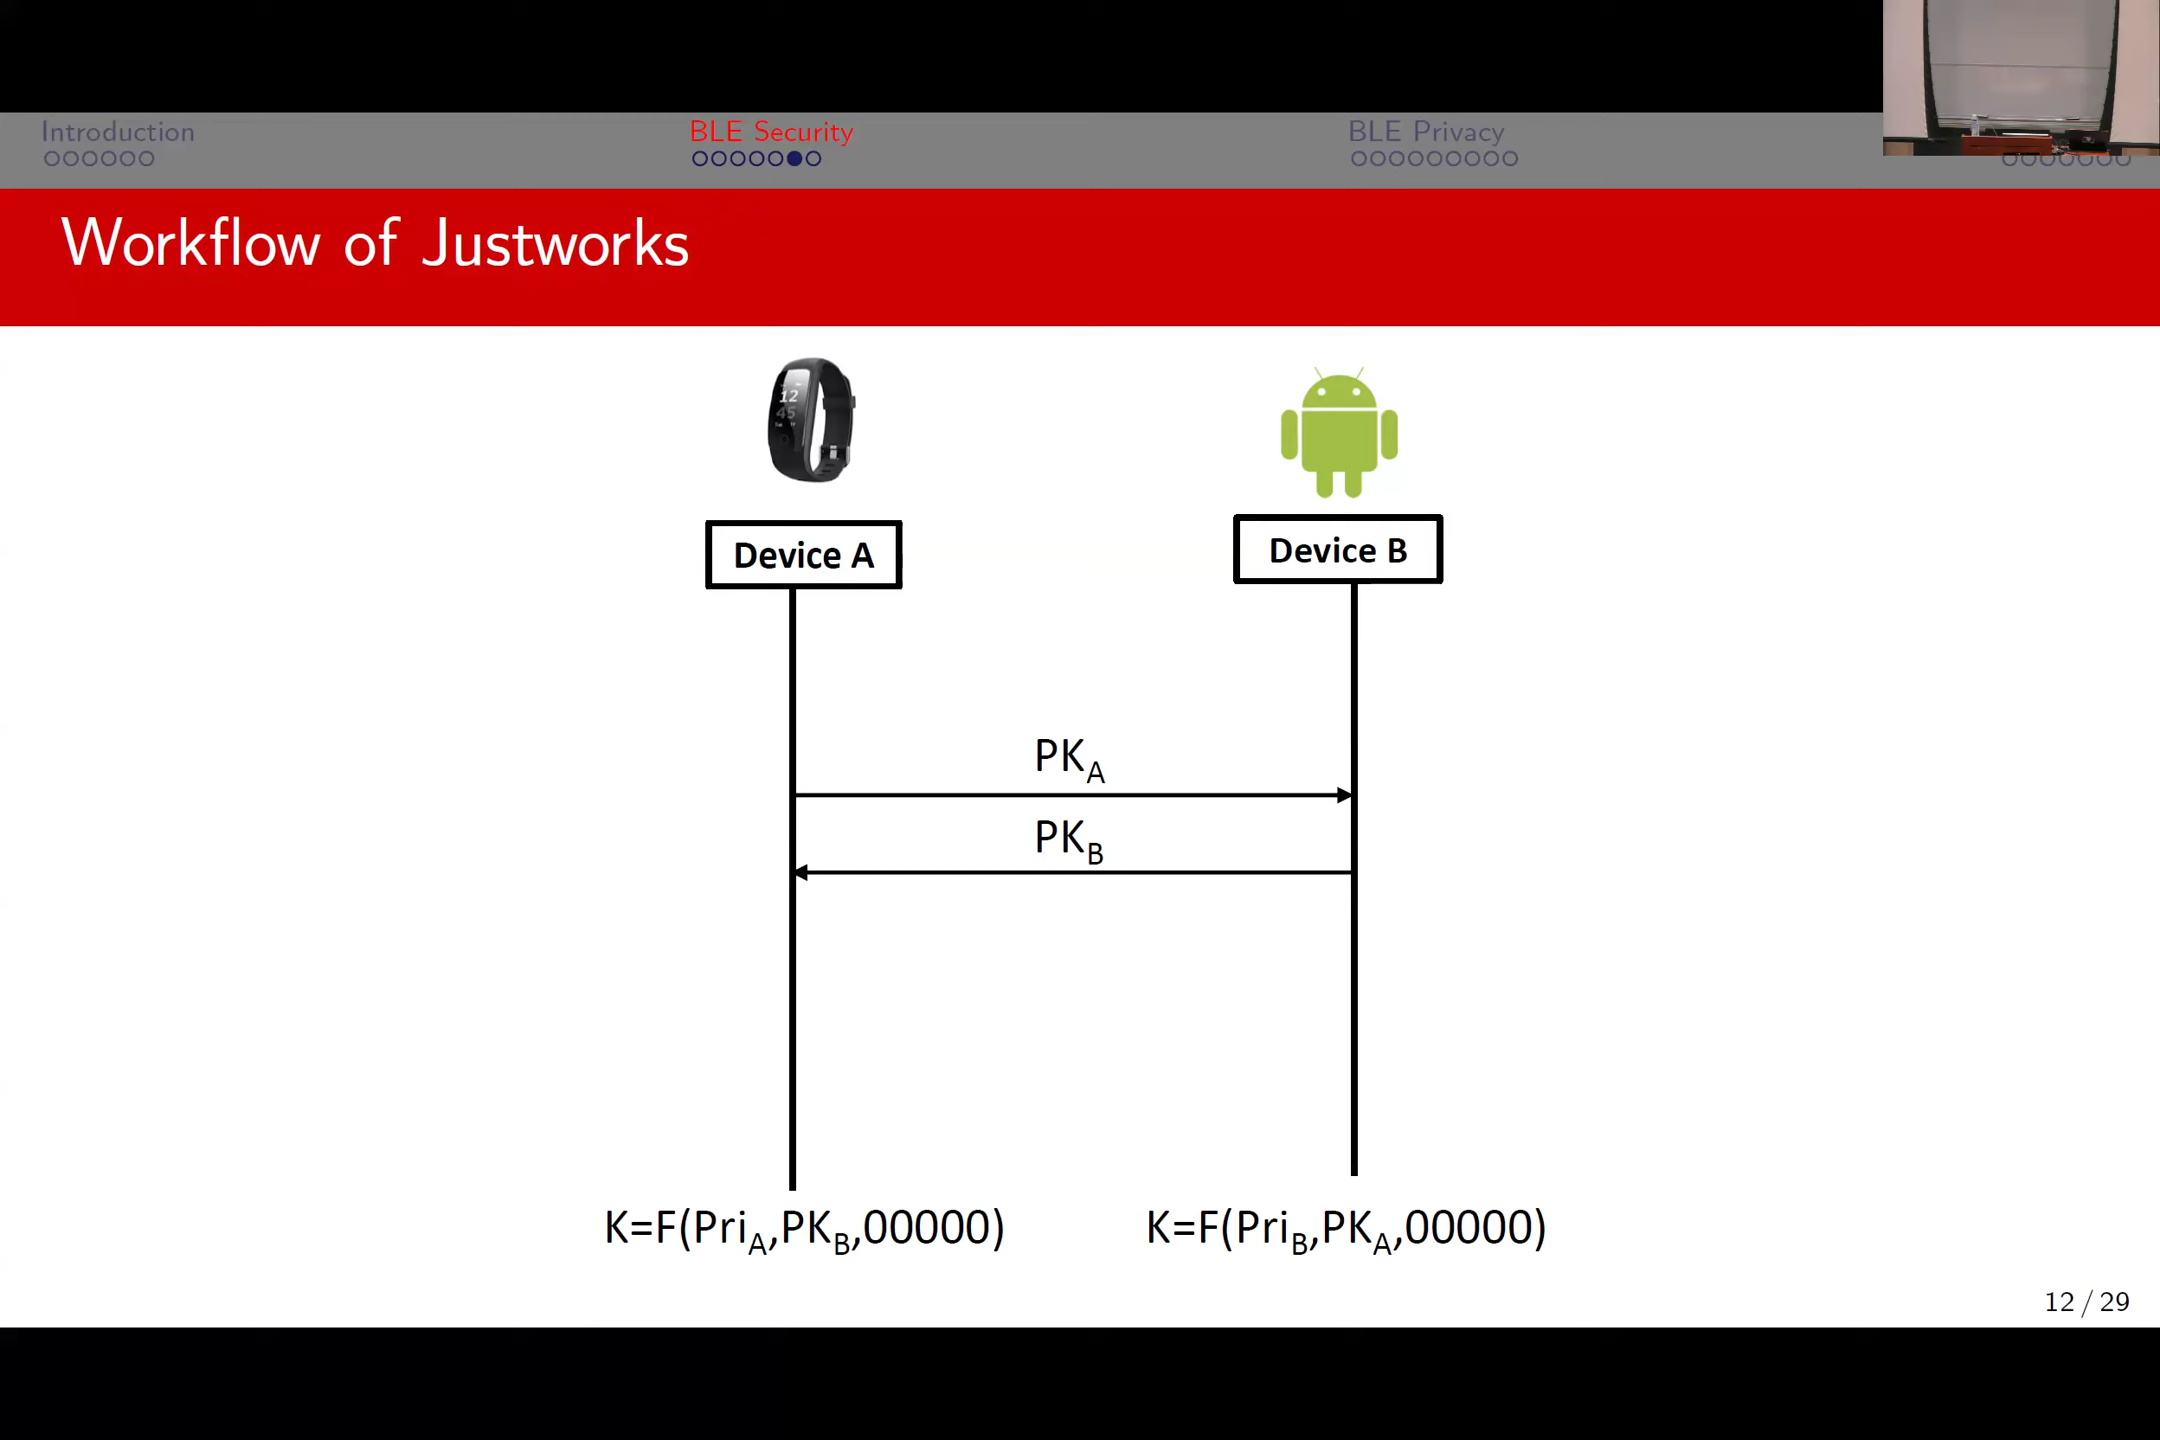 Introduction
BLE Security
BLE Privacy
Workflow of Justworks
12
45
Device A
Device B
PKA
PKB
K=F(PriA,PKB,00000)
K=F(PriB,PKA,00000)
12 / 29